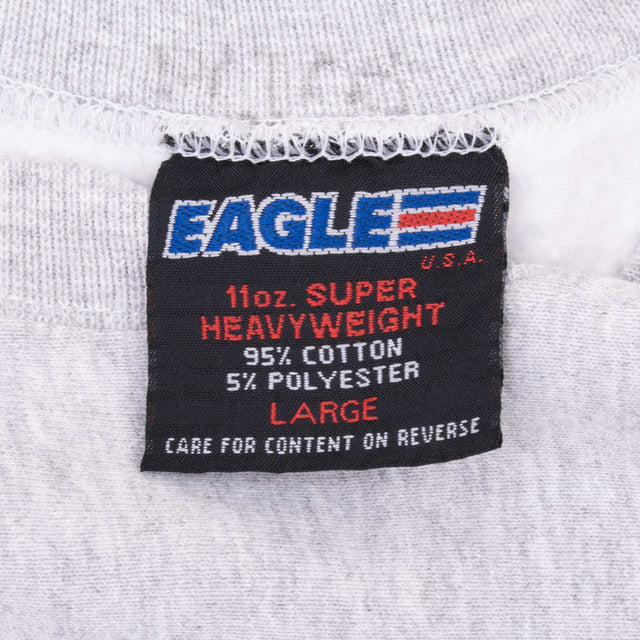 EAGLE
U.S.A.
11oz. SUPER
HEAVYWEIGHT
95% COTTON
5% POLYESTER
LARGE
CARE FOR CONTENT ON REVERSE